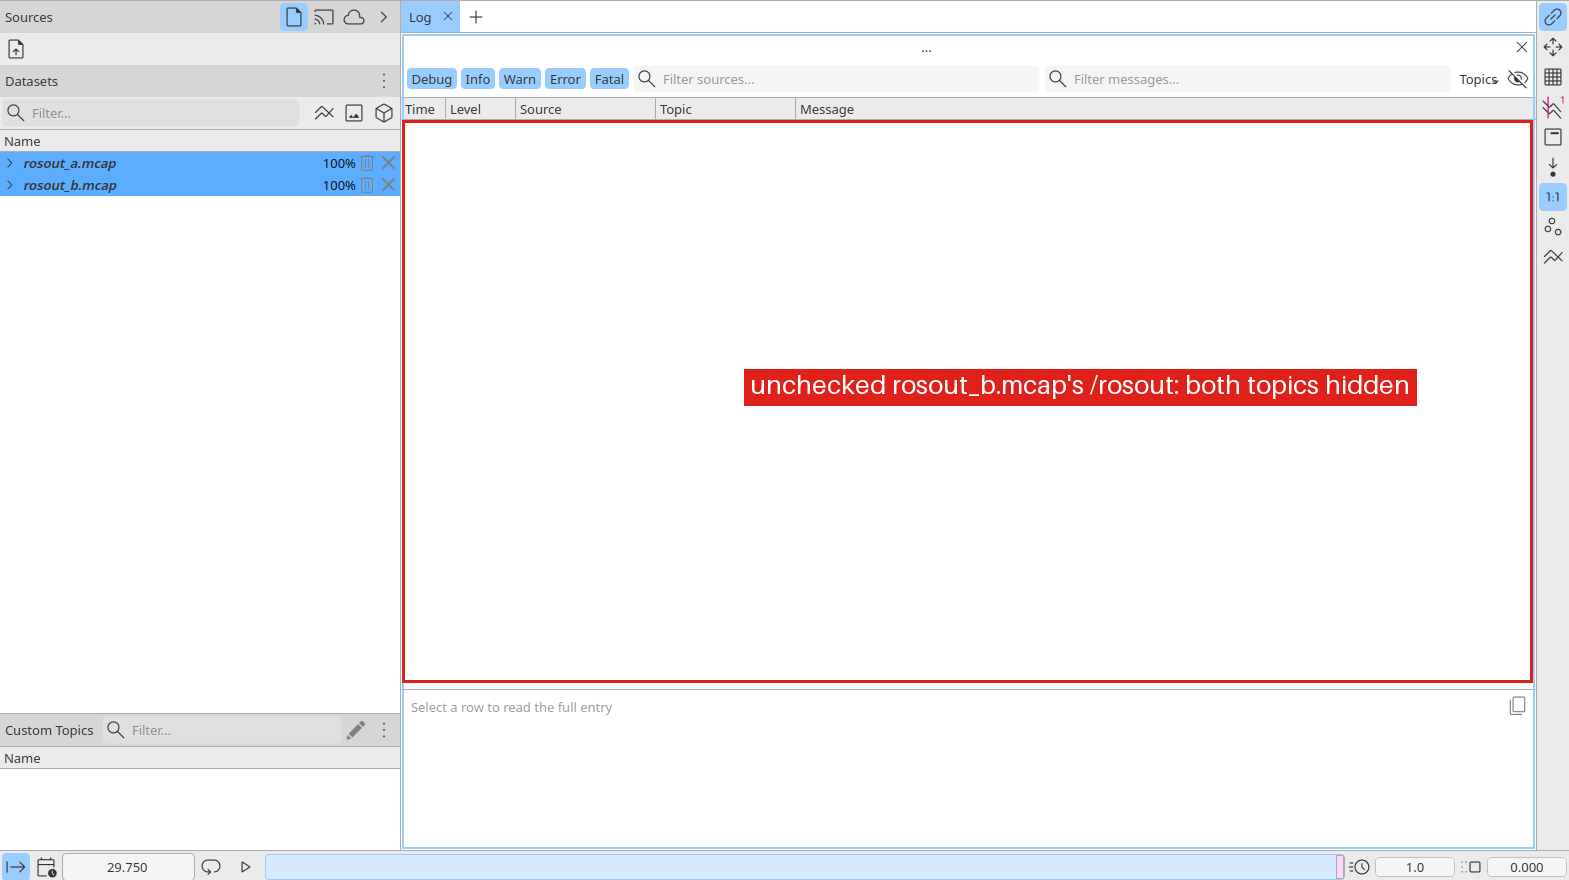 Sources
Log
...
Datasets
Debug Info Warn Error Fatal Filter sources... Filter messages... Topics
Filter...
Time Level Source Topic Message
Name
rosout_a.mcap 100%
rosout_b.mcap 100%
unchecked rosout_b.mcap's /rosout: both topics hidden
Select a row to read the full entry
Custom Topics Filter...
Name
29.750 1.0 0.000
1
1:1